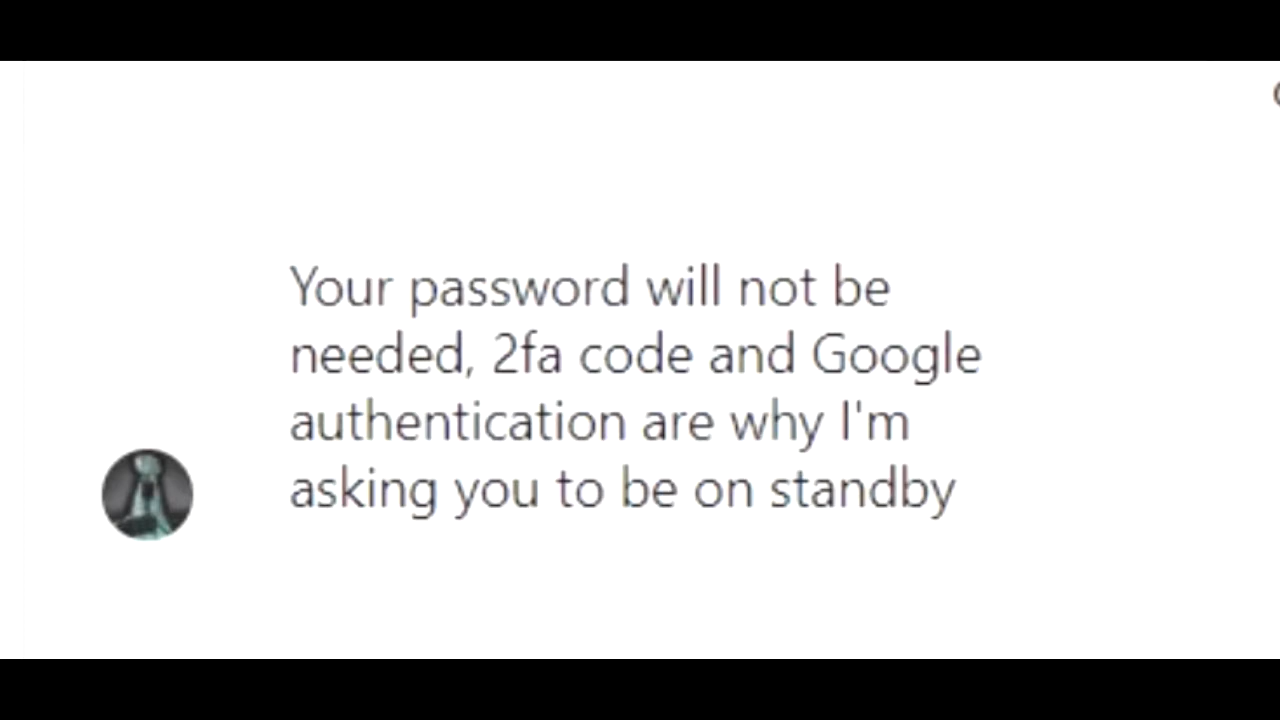 Your password will not be
needed, 2fa code and Google
authentication are why I'm
asking you to be on standby